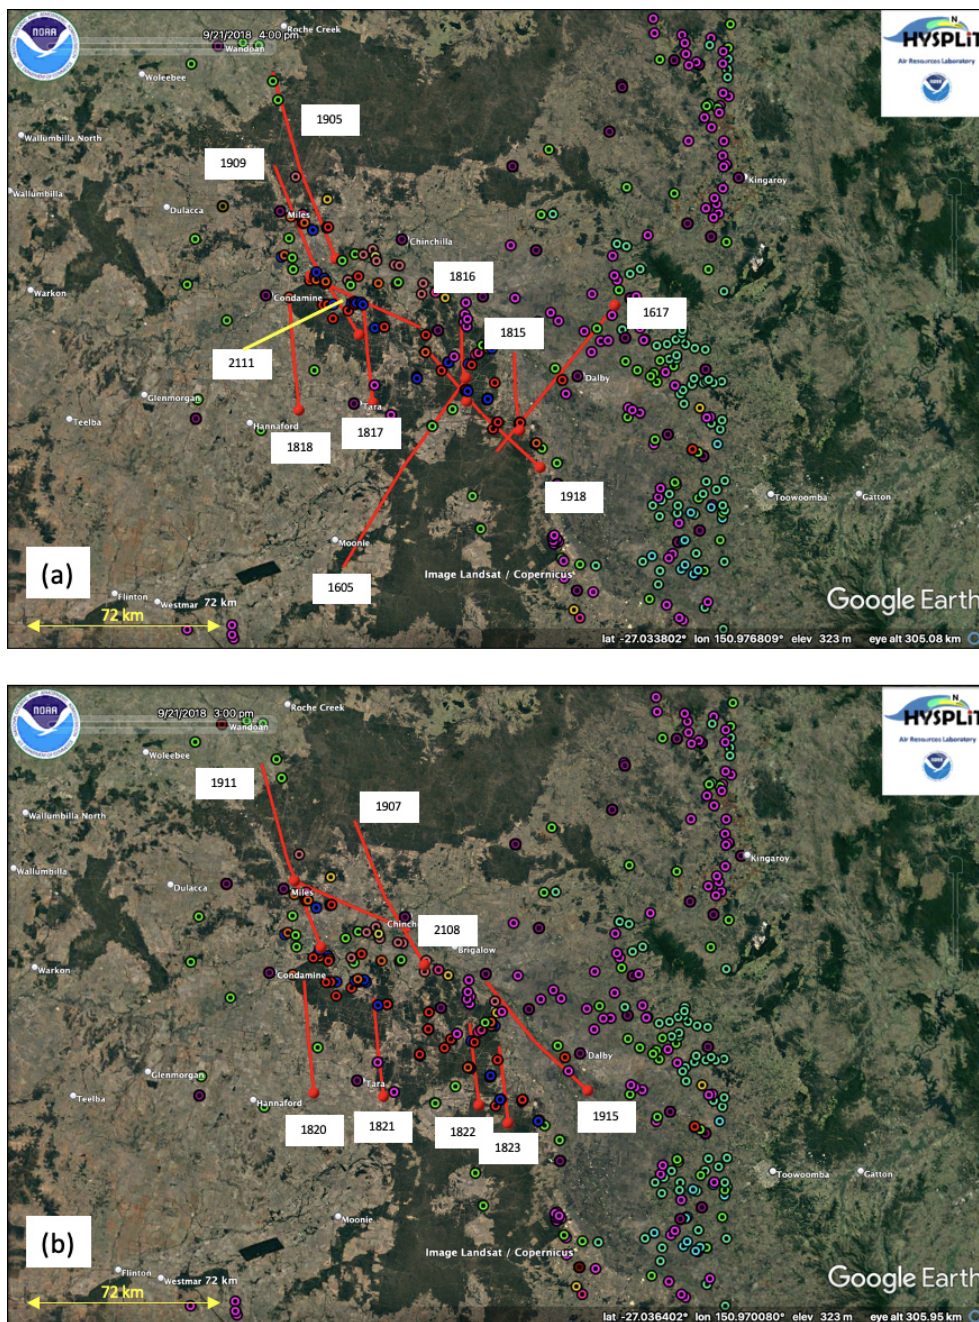 NOAA
9/21/2018 4:00 pm
Roche Creek
Wandoan
HYSPLiT
Air Resources Laboratory
Woleebee
1905
Wallumbilla North
1909
Kingaroy
Wallumbilla
Dulacca
Miles
Chinchilla
1816
Warkon
Condamine
1617
1815
2111
Dalby
Glenmorgan
Tara
Teelba
Hannaford
1818
1817
1918
Toowoomba
Gatton
Moonie
(a)
Image Landsat / Copernicus
1605
Flinton
Westmar
72 km
72 km
Google Earth
lat -27.033802° lon 150.976809° elev 323 m eye alt 305.08 km
NOAA
9/21/2018 3:00 pm
Roche Creek
Wandoan
HYSPLiT
Air Resources Laboratory
Woleebee
1911
1907
Wallumbilla North
Kingaroy
Wallumbilla
Dulacca
Miles
2108
Brigalow
Warkon
Condamine
Dalby
Glenmorgan
Tara
Teelba
Hannaford
1820
1821
1822
1823
1915
Toowoomba
Gatton
Moonie
(b)
Image Landsat / Copernicus
Flinton
Westmar
72 km
72 km
Google Earth
lat -27.036402° lon 150.970080° elev 323 m eye alt 305.95 km